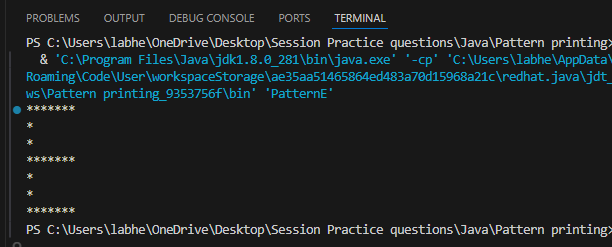 PROBLEMS OUTPUT DEBUG CONSOLE PORTS TERMINAL
PS C:\Users\labhe\OneDrive\Desktop\Session Practice questions\Java\Pattern printing>
& 'C:\Program Files\Java\jdk1.8.0_281\bin\java.exe' '-cp' 'C:\Users\labhe\AppData\
Roaming\Code\User\workspaceStorage\ae35aa51465864ed483a70d15968a21c\redhat.java\jdt_
ws\Pattern printing_9353756f\bin' 'PatternE'
*******
*
*
*******
*
*
*******
PS C:\Users\labhe\OneDrive\Desktop\Session Practice questions\Java\Pattern printing>